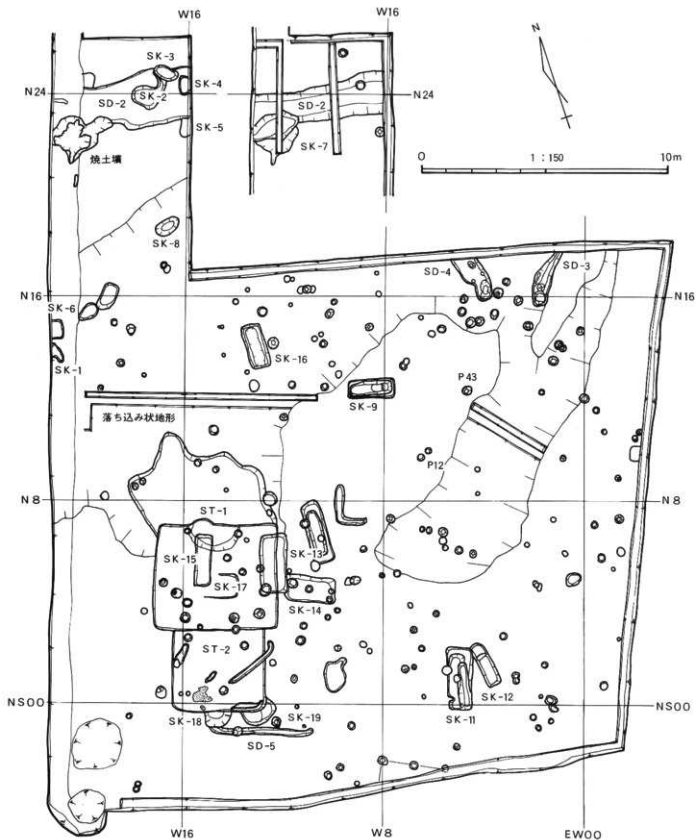 W16
W16
SK-3
SK-4
N24
SK-2
SD-2
SD-2
N24
SK-5
SK-7
焼土壙
N
0
1:150
10m
SK-8
SD-4
SD-3
N16
N16
SK-6
SK-1
SK-16
SK-9
P43
落ち込み状地形
P12
N8
N8
ST-1
SK-15
SK-13
SK-17
SK-14
ST-2
SK-12
NS00
NS00
SK-11
SK-18
SK-19
SD-5
W16
W8
EW00